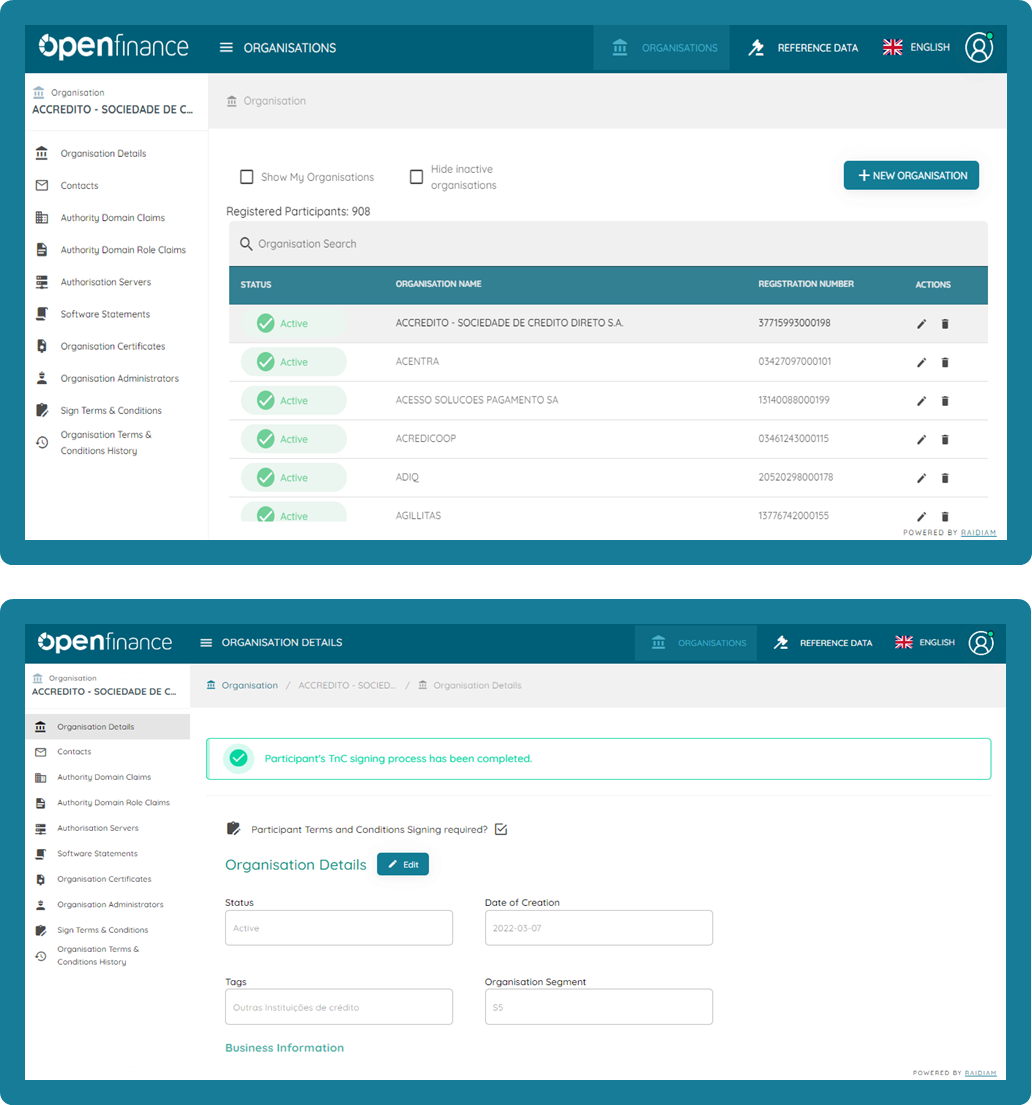 openfinance
ORGANISATIONS
ORGANISATIONS
REFERENCE DATA
ENGLISH
Organisation
ACCREDITO - SOCIEDADE DE C...
Organisation Details
Contacts
Authority Domain Claims
Authority Domain Role Claims
Authorisation Servers
Software Statements
Organisation Certificates
Organisation Administrators
Sign Terms & Conditions
Organisation Terms &
Conditions History
Organisation
Show My Organisations
Hide inactive
organisations
NEW ORGANISATION
Registered Participants: 908
Organisation Search
STATUS ORGANISATION NAME REGISTRATION NUMBER ACTIONS
Active ACCREDITO - SOCIEDADE DE CREDITO DIRETO S.A. 37715993000198
Active ACENTRA 03427097000101
Active ACESSO SOLUCOES PAGAMENTO SA 13140088000199
Active ACREDICOOP 03461243000115
Active ADIQ 20520298000178
Active AGILLITAS 13776742000155
POWERED BY RAIDIAM
openfinance
ORGANISATION DETAILS
ORGANISATIONS
REFERENCE DATA
ENGLISH
Organisation
ACCREDITO - SOCIEDADE DE C...
Organisation Details
Contacts
Authority Domain Claims
Authority Domain Role Claims
Authorisation Servers
Software Statements
Organisation Certificates
Organisation Administrators
Sign Terms & Conditions
Organisation Terms &
Conditions History
Organisation / ACCREDITO - SOCIED... / Organisation Details
Participant's TnC signing process has been completed.
Participant Terms and Conditions Signing required?
Organisation Details
Edit
Status Date of Creation
Active 2022-03-07
Tags Organisation Segment
Outras Instituições de crédito S5
Business Information
POWERED BY RAIDIAM